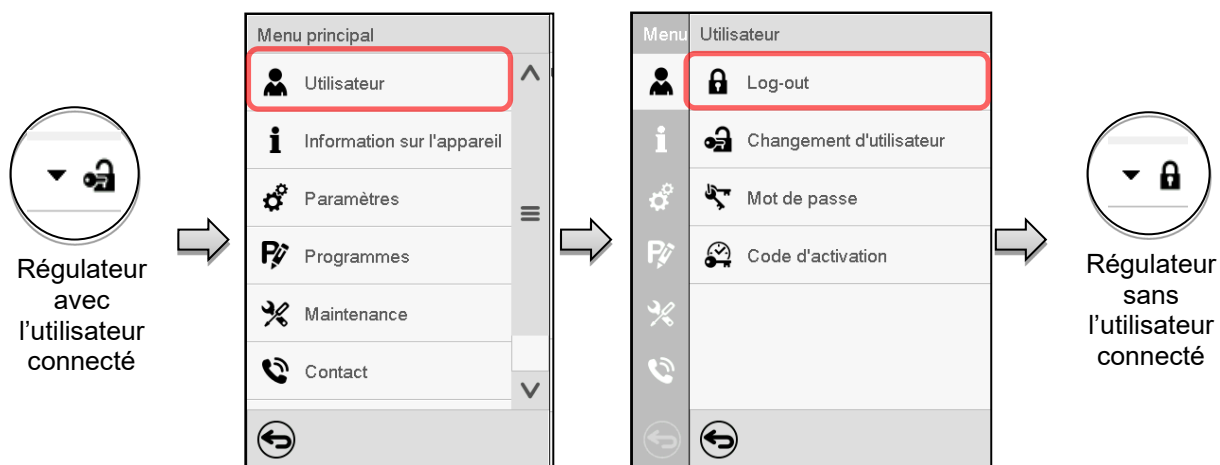 Régulateur
avec
l'utilisateur
connecté
Menu principal
Utilisateur
Information sur l'appareil
Paramètres
Programmes
Maintenance
Contact
Menu
Utilisateur
Log-out
Changement d'utilisateur
Mot de passe
Code d'activation
Régulateur
sans
l'utilisateur
connecté